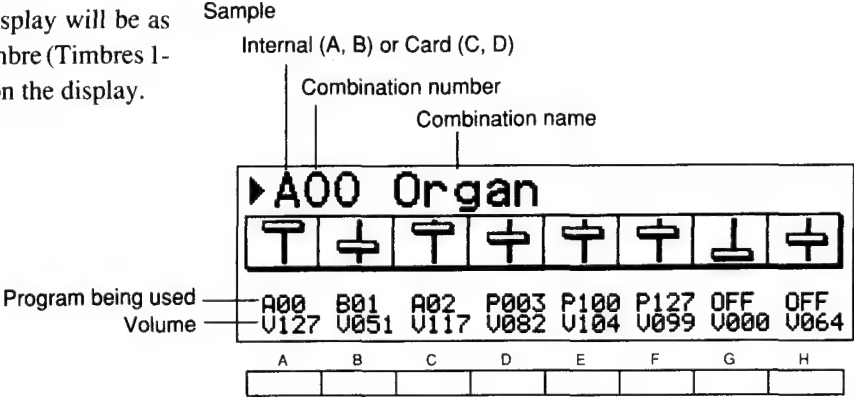 splay will be as
mbre (Timbres 1-
on the display.
Sample
Internal (A, B) or Card (C, D)
Combination number
Combination name
▶A00 Organ
Program being used
A00 B01 A02 P003 P100 P127 OFF OFF
Volume
V127 V051 V117 V082 V104 V099 V000 V064
A B C D E F G H